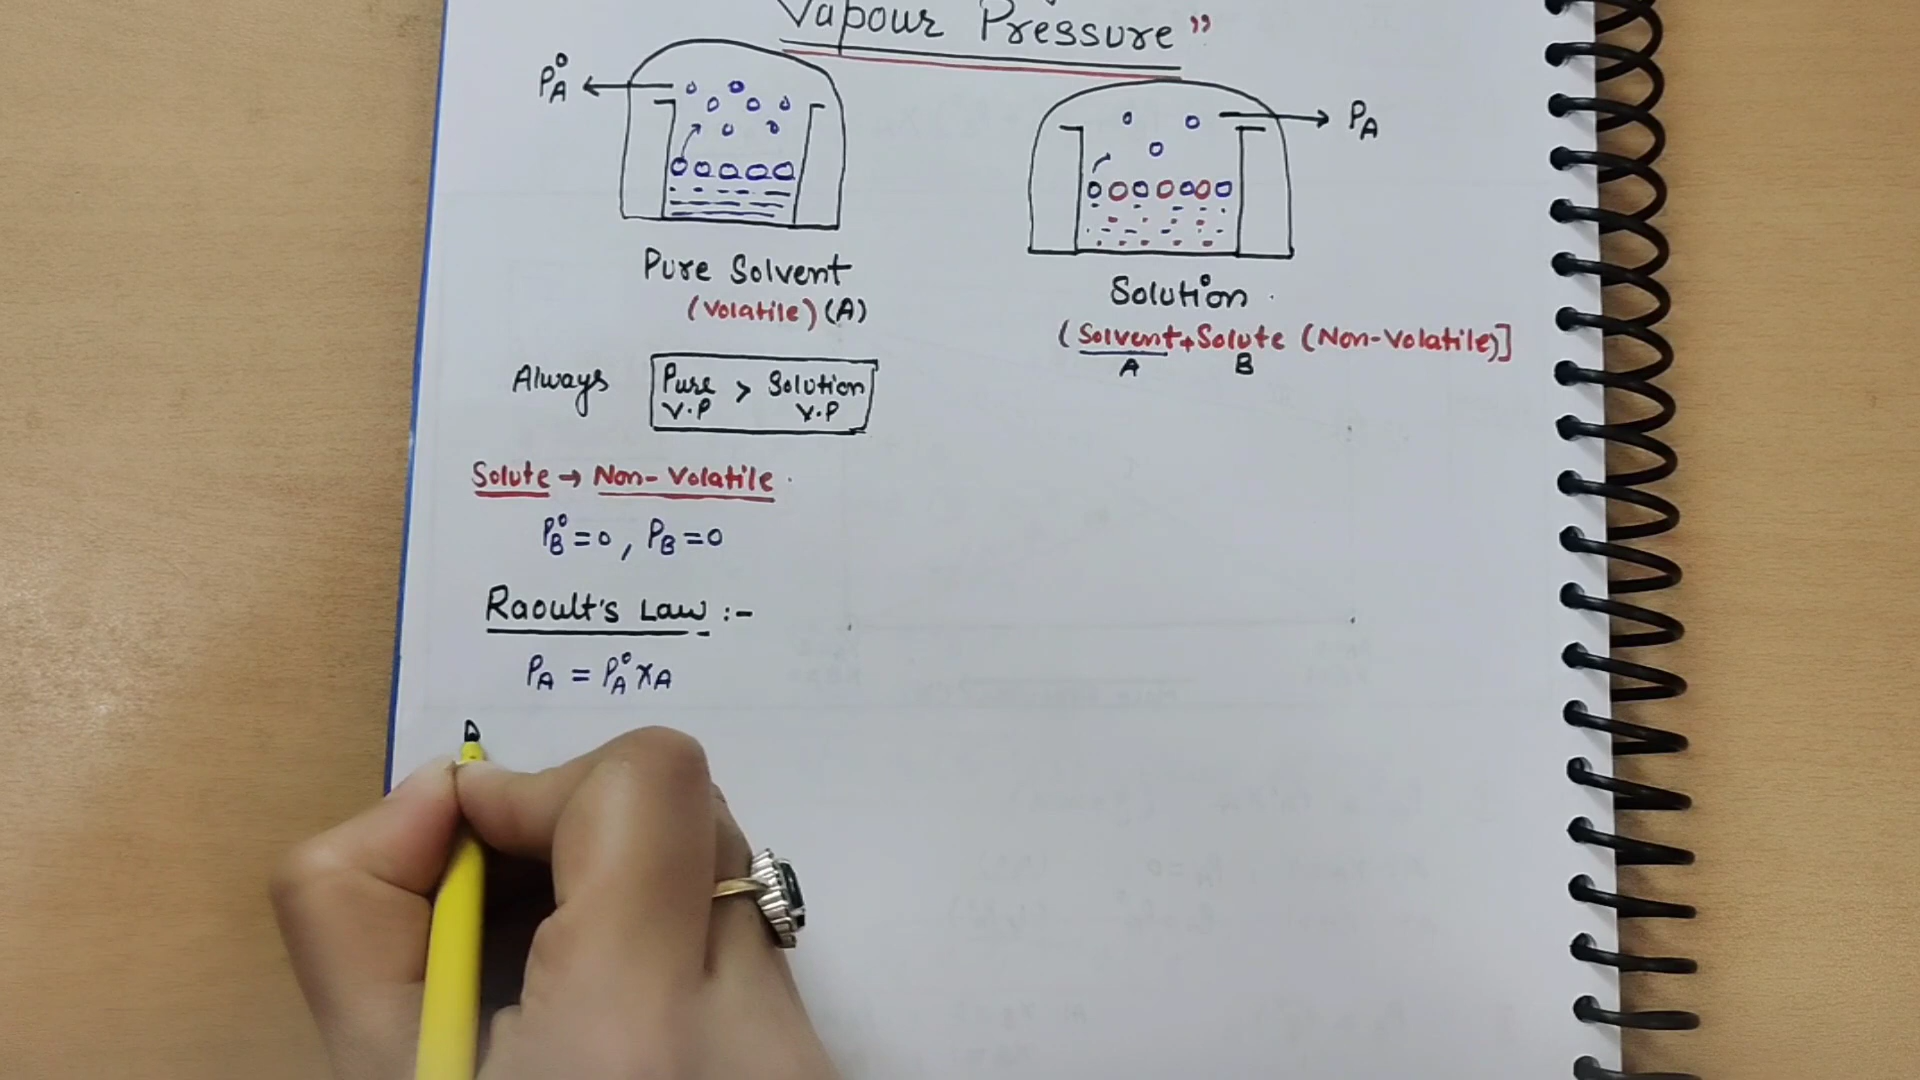 Vapour Pressure”
P°A
PA
Pure Solvent
(Volatile) (A)
Solution
(Solvent + Solute (Non-Volatile)]
A B
Always
Pure > Solution
V.P V.P
Solute → Non-Volatile
P°B = 0, PB = 0
Raoult's Law :-
PA = P°A xA